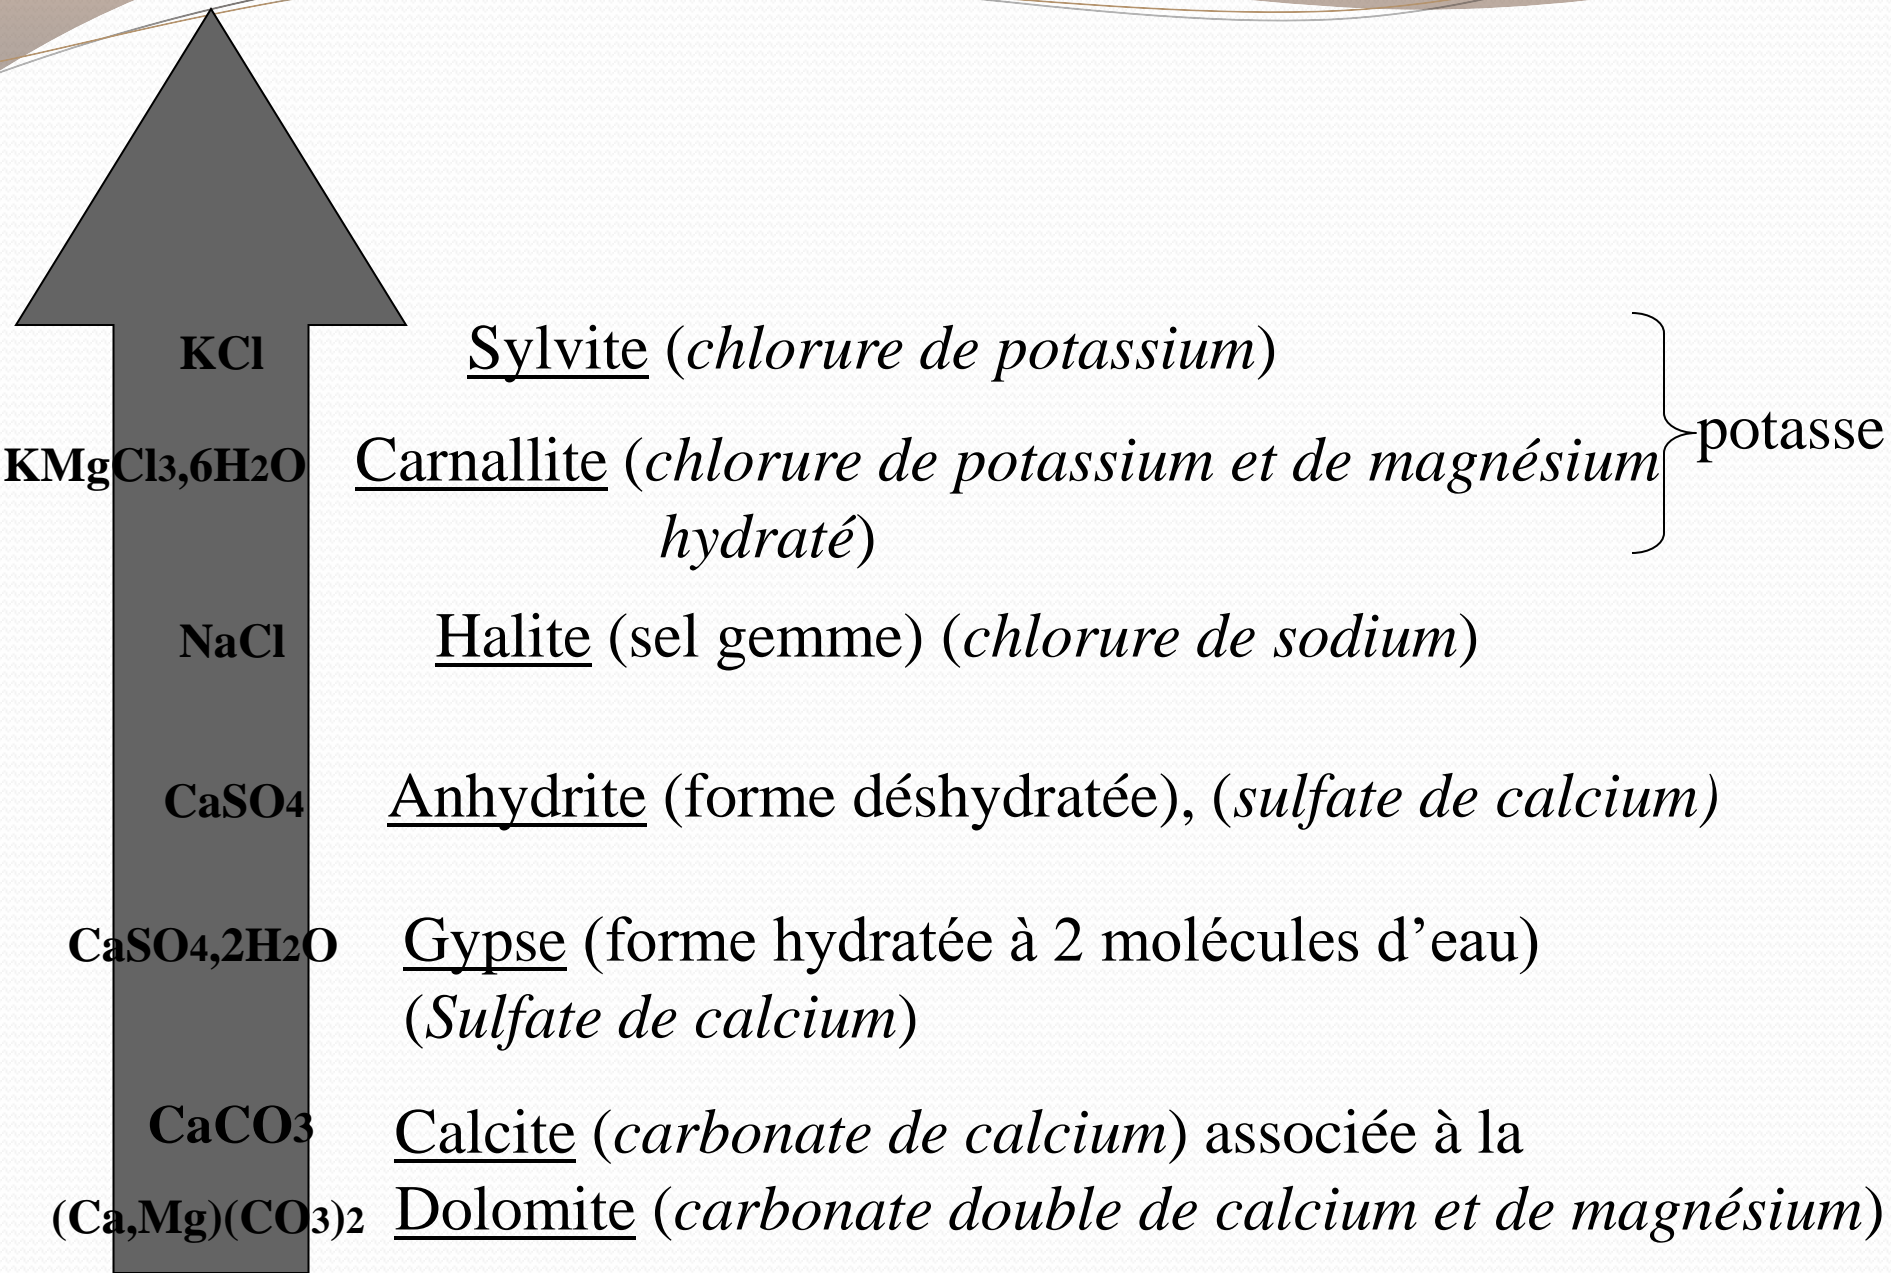 KCl Sylvite (chlorure de potassium)
potasse
KMgCl3,6H2O Carnallite (chlorure de potassium et de magnésium
hydraté)
NaCl Halite (sel gemme) (chlorure de sodium)
CaSO4 Anhydrite (forme déshydratée), (sulfate de calcium)
CaSO4,2H2O Gypse (forme hydratée à 2 molécules d’eau)
(Sulfate de calcium)
CaCO3 Calcite (carbonate de calcium) associée à la
(Ca,Mg)(CO3)2 Dolomite (carbonate double de calcium et de magnésium)